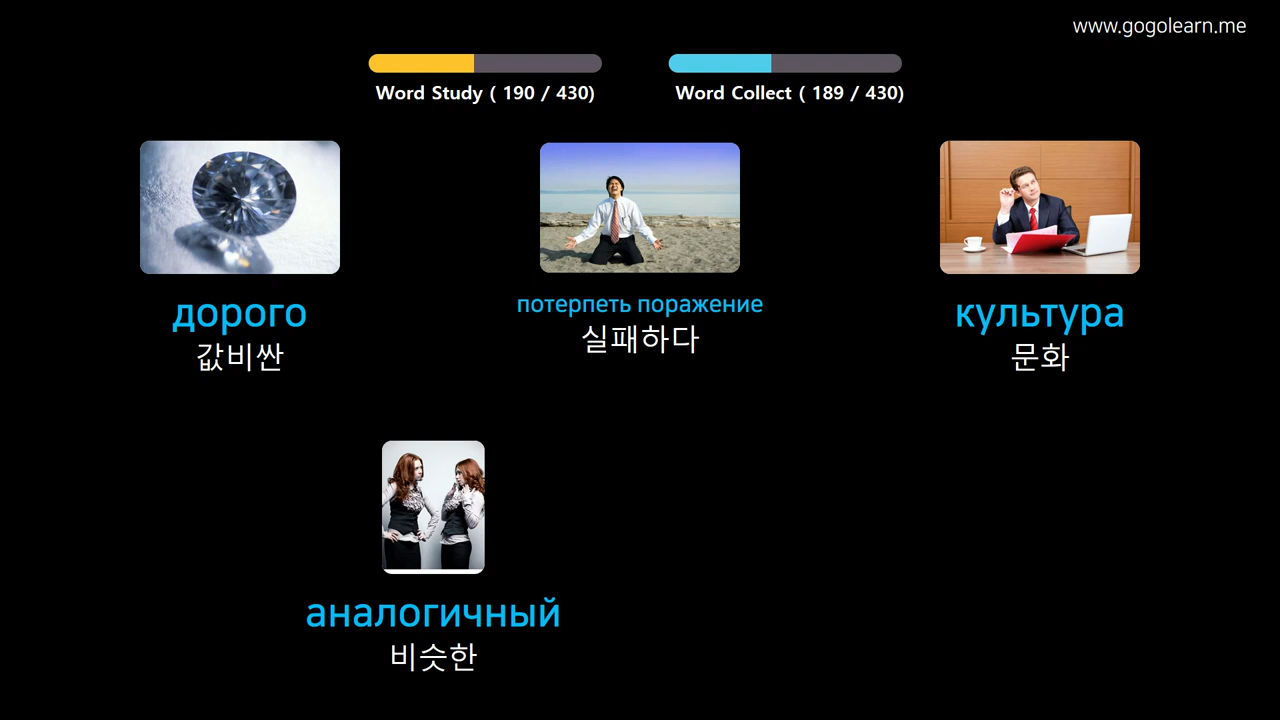 www.gogolearn.me
Word Study ( 190 / 430)
Word Collect ( 189 / 430)
дорого
값비싼
потерпеть поражение
실패하다
культура
문화
аналогичный
비슷한